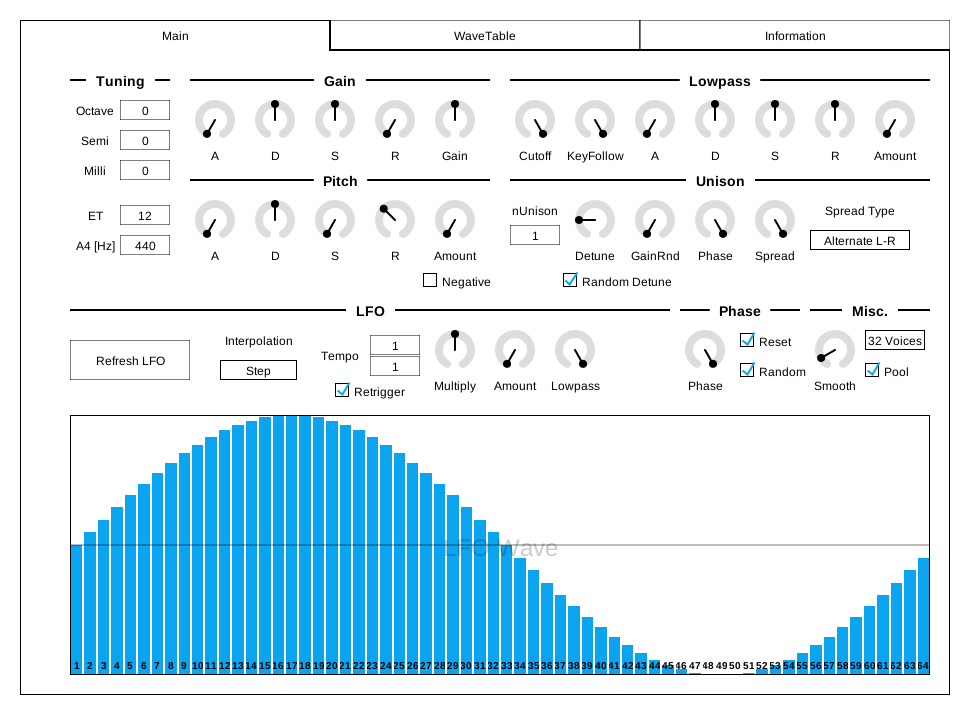 Main WaveTable Information
Tuning Gain Lowpass
Octave 0
Semi 0
Milli 0
ET 12
A4 [Hz] 440
A D S R Gain
Cutoff KeyFollow A D S R Amount
Pitch Unison
A D S R Amount
Negative
nUnison
1
Detune GainRnd Phase Spread
Random Detune
Spread Type
Alternate L-R
LFO Phase Misc.
Refresh LFO
Interpolation
Step
Tempo 1
1
Retrigger
Multiply Amount Lowpass
Phase
Reset
Random
Smooth
32 Voices
Pool
LFO Wave
1 2 3 4 5 6 7 8 9 10 11 12 13 14 15 16 17 18 19 20 21 22 23 24 25 26 27 28 29 30 31 32 33 34 35 36 37 38 39 40 41 42 43 44 45 46 47 48 49 50 51 52 53 54 55 56 57 58 59 60 61 62 63 64